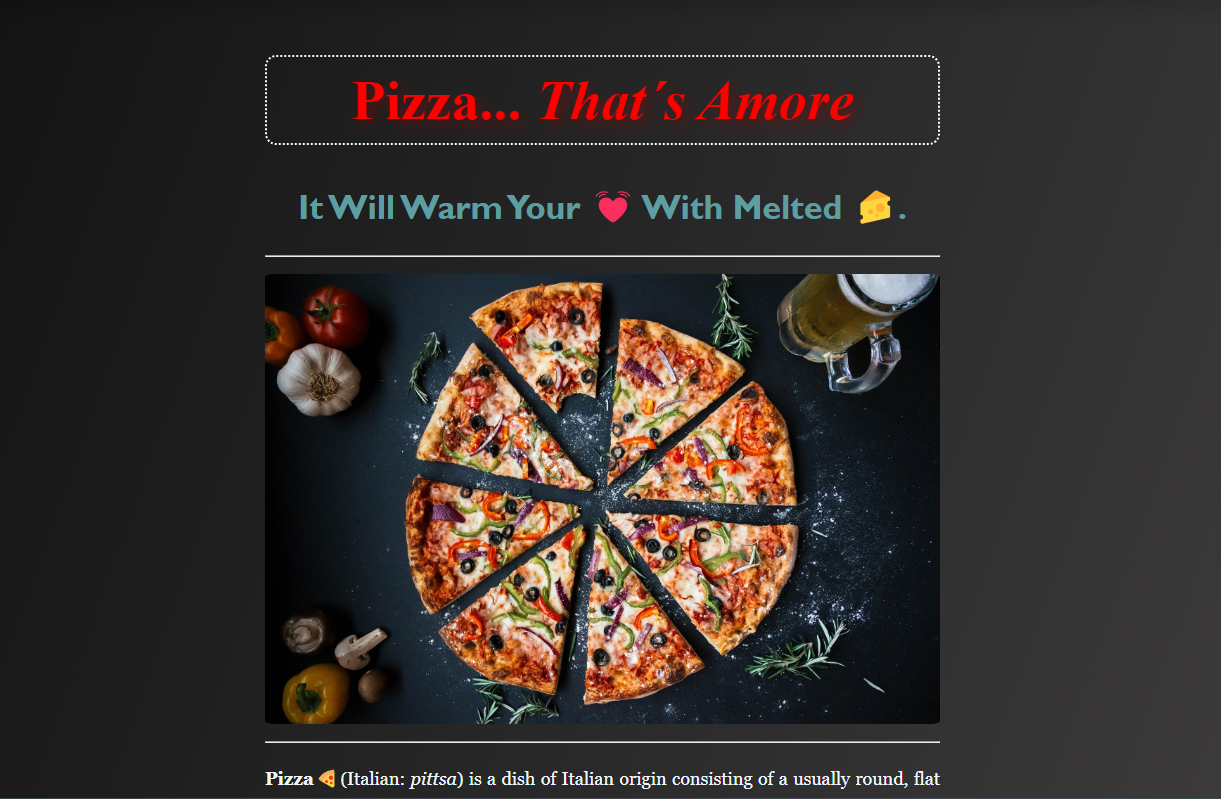 Pizza... That´s Amore
It Will Warm Your 💓 With Melted 🧀.
Pizza 🍕 (Italian: pittsa) is a dish of Italian origin consisting of a usually round, flat